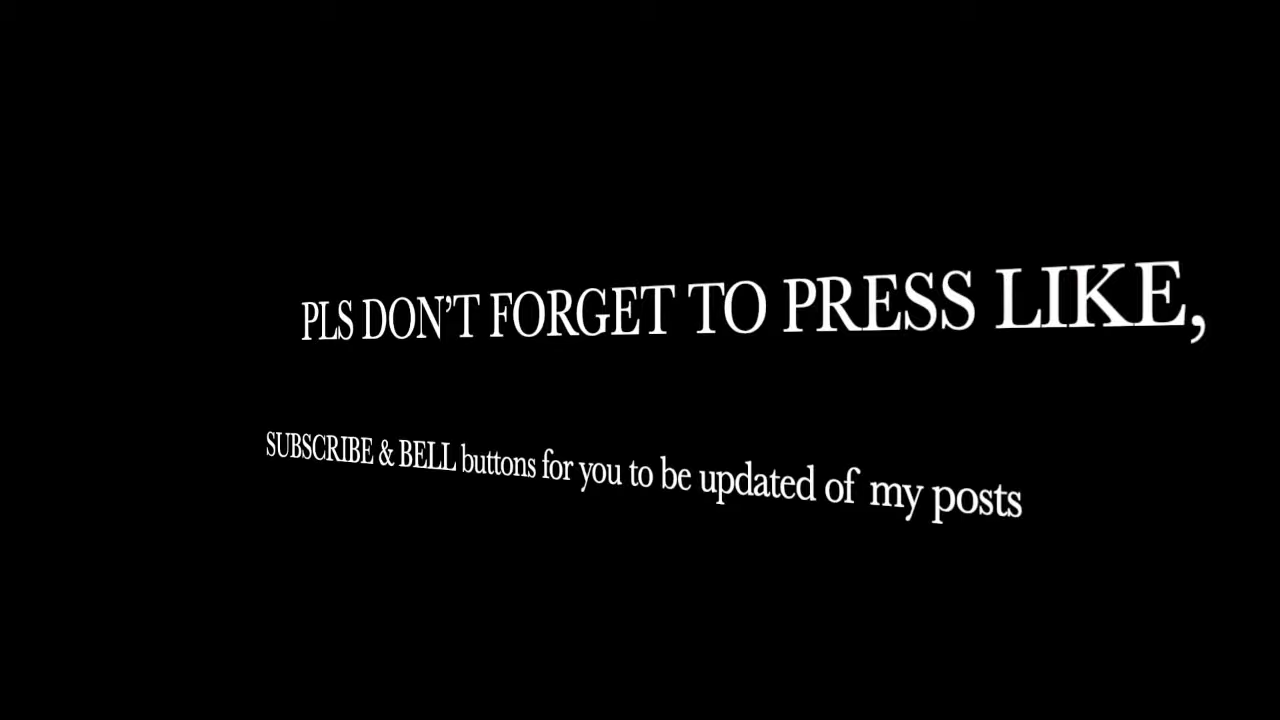 PLS DON’T FORGET TO PRESS LIKE,
SUBSCRIBE & BELL buttons for you to be updated of my posts